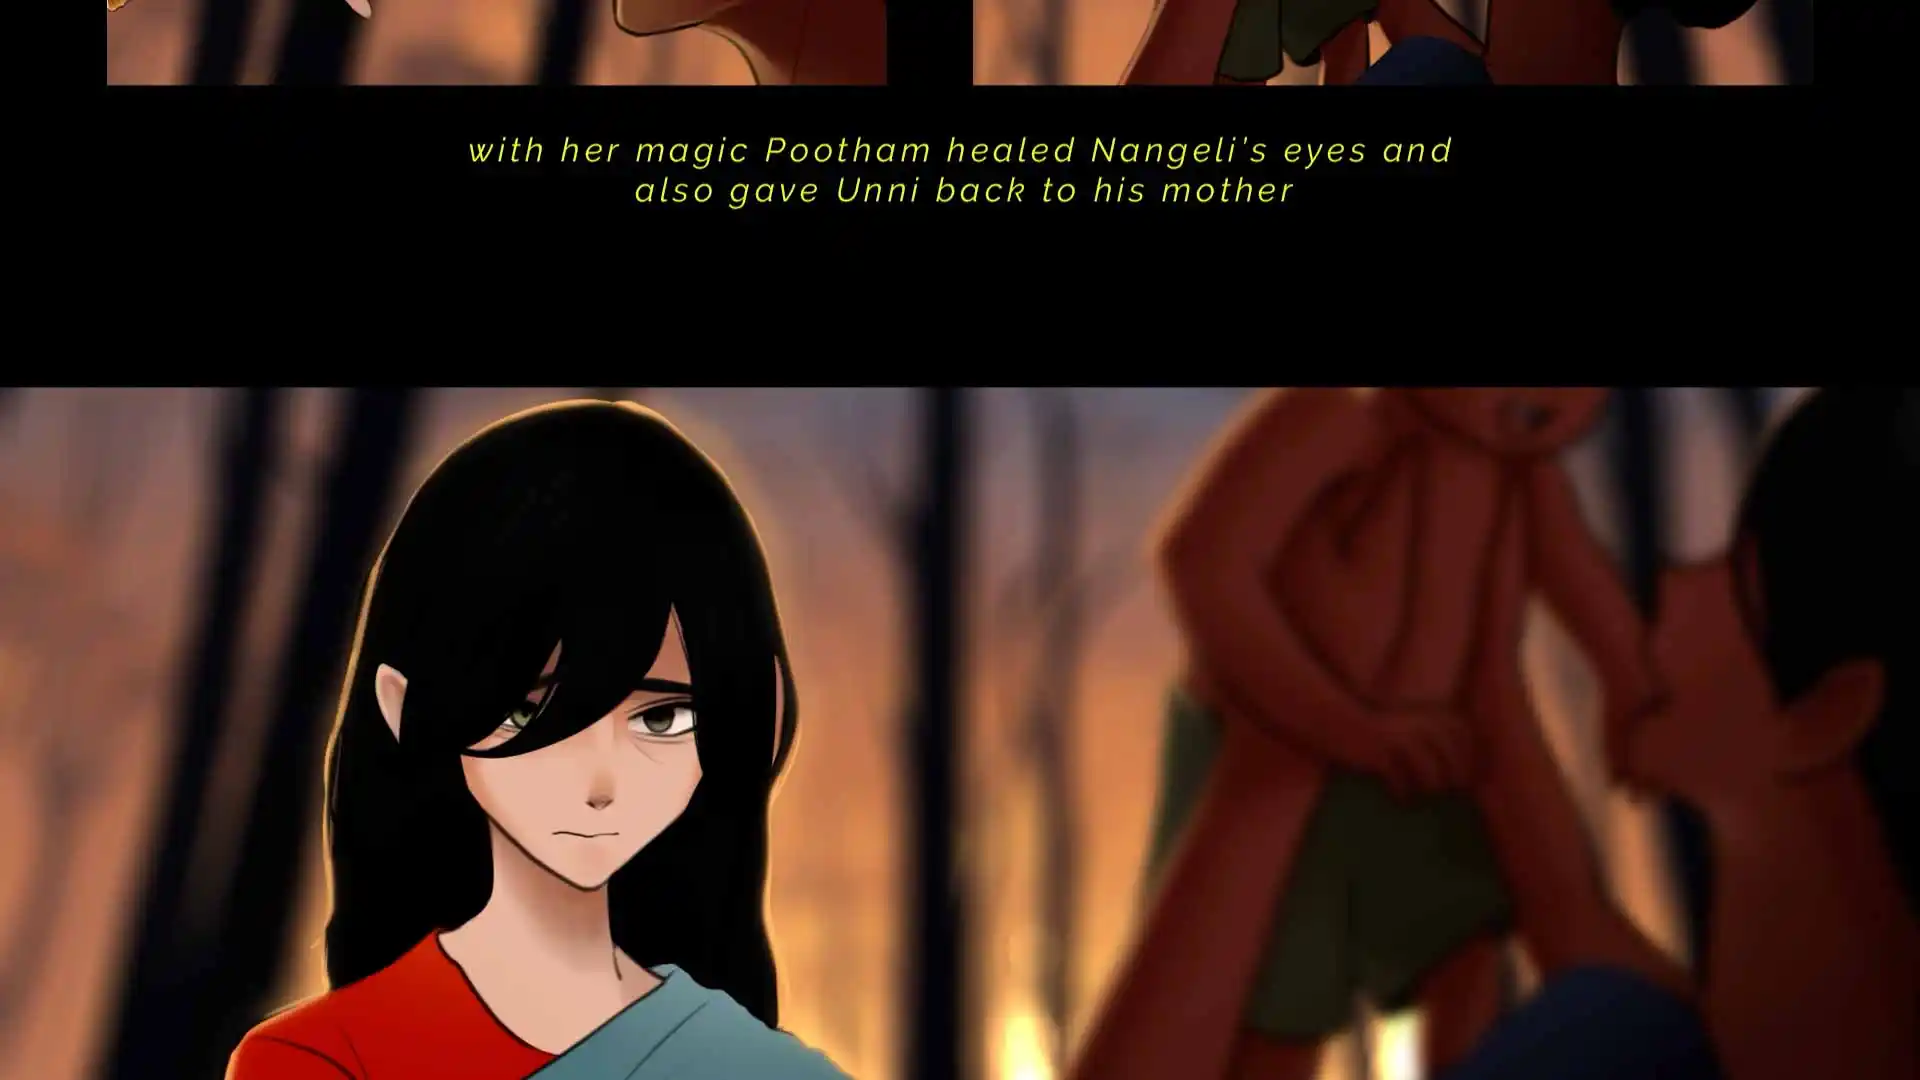 with her magic Pootham healed Nangeli's eyes and
also gave Unni back to his mother